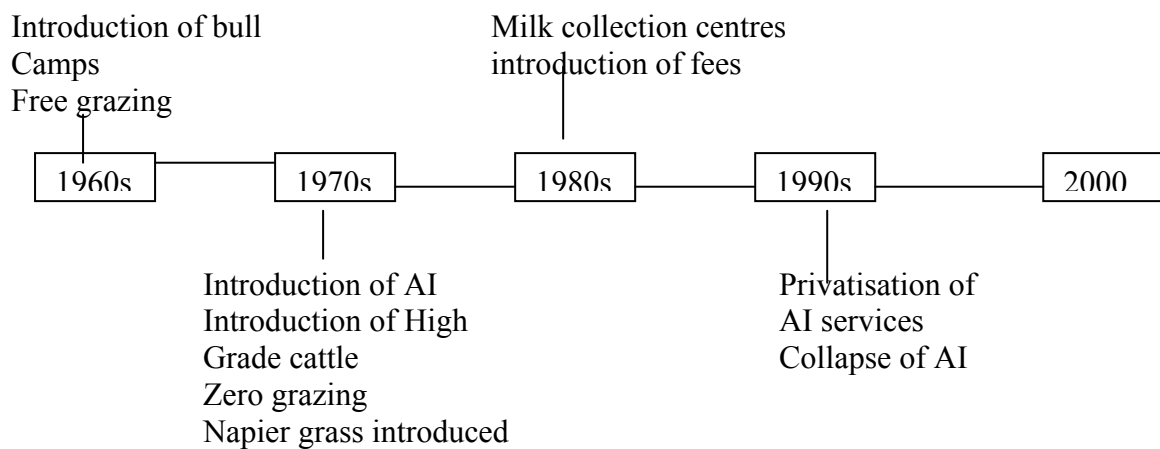 Introduction of bull
Camps
Free grazing
Milk collection centres
introduction of fees
1960s
1970s
1980s
1990s
2000
Introduction of AI
Introduction of High
Grade cattle
Zero grazing
Napier grass introduced
Privatisation of
AI services
Collapse of AI